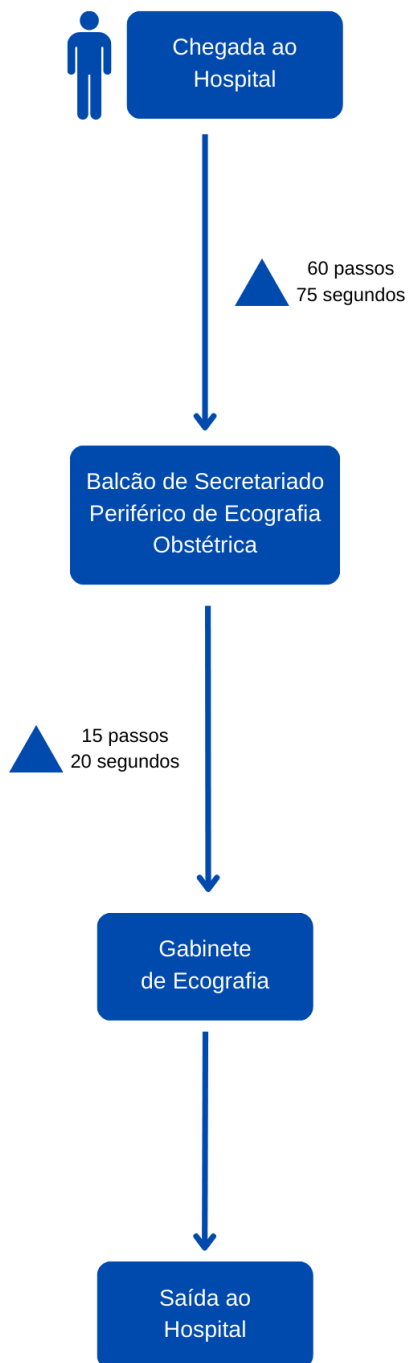 Chegada ao
Hospital
60 passos
75 segundos
Balcão de Secretariado
Periférico de Ecografia
Obstétrica
15 passos
20 segundos
Gabinete
de Ecografia
Saída ao
Hospital